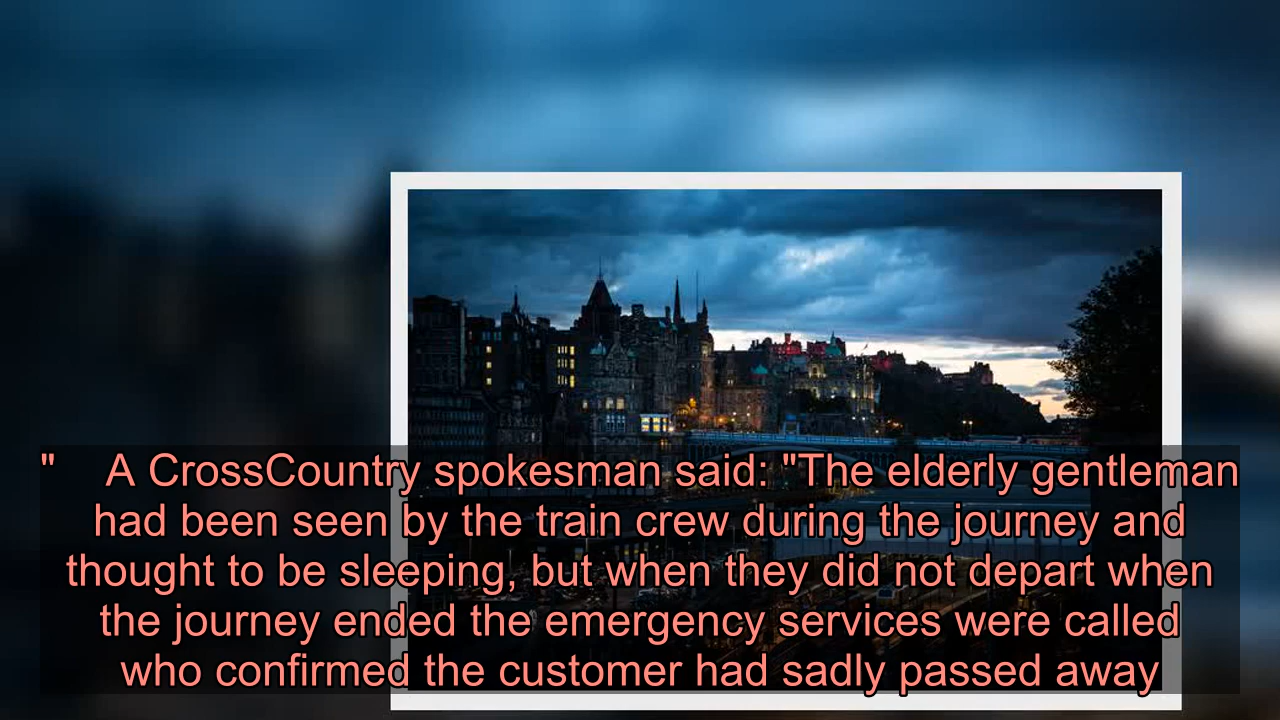 "    A CrossCountry spokesman said: "The elderly gentleman
had been seen by the train crew during the journey and
thought to be sleeping, but when they did not depart when
the journey ended the emergency services were called
who confirmed the customer had sadly passed away